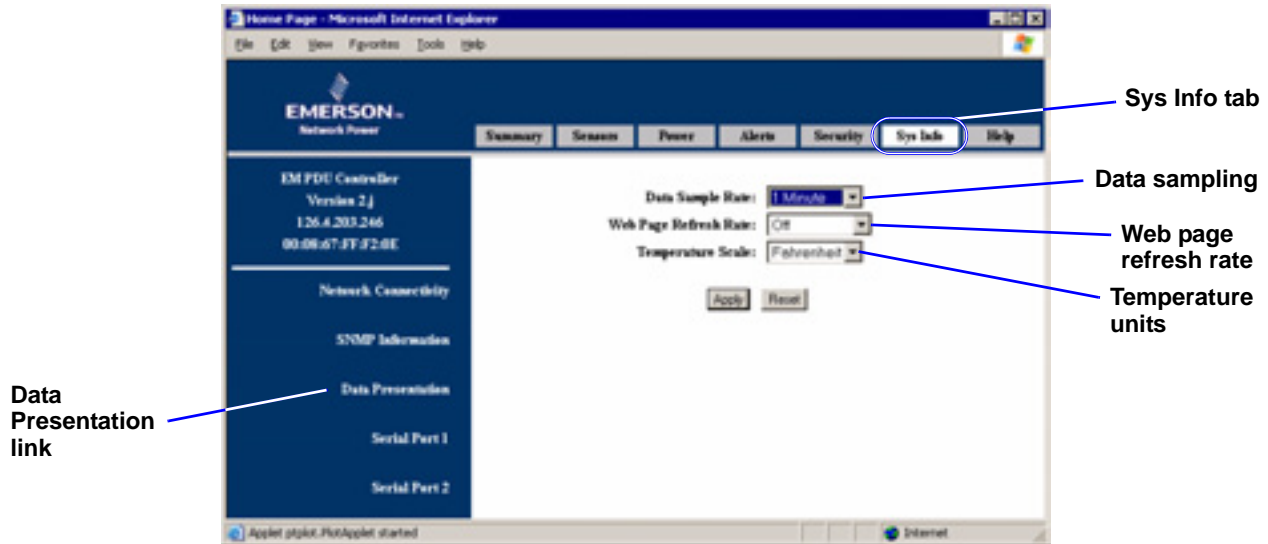 Home Page - Microsoft Internet Explorer
File Edit View Favorites Tools Help
EMERSON™
Network Power
Summary Sensors Power Alerts Security Sys Info Help
Sys Info tab
EM PDU Controller
Version 2.j
126.4.203.246
00:08:67:FF:F2:0E
Data Sample Rate: 1 Minute
Data sampling
Web Page Refresh Rate: Off
Web page
refresh rate
Temperature Scale: Fahrenheit
Temperature
units
Apply Reset
Network Connectivity
SNMP Information
Data Presentation
Data
Presentation
link
Serial Port 1
Serial Port 2
Applet ptplot.PlotApplet started
Internet